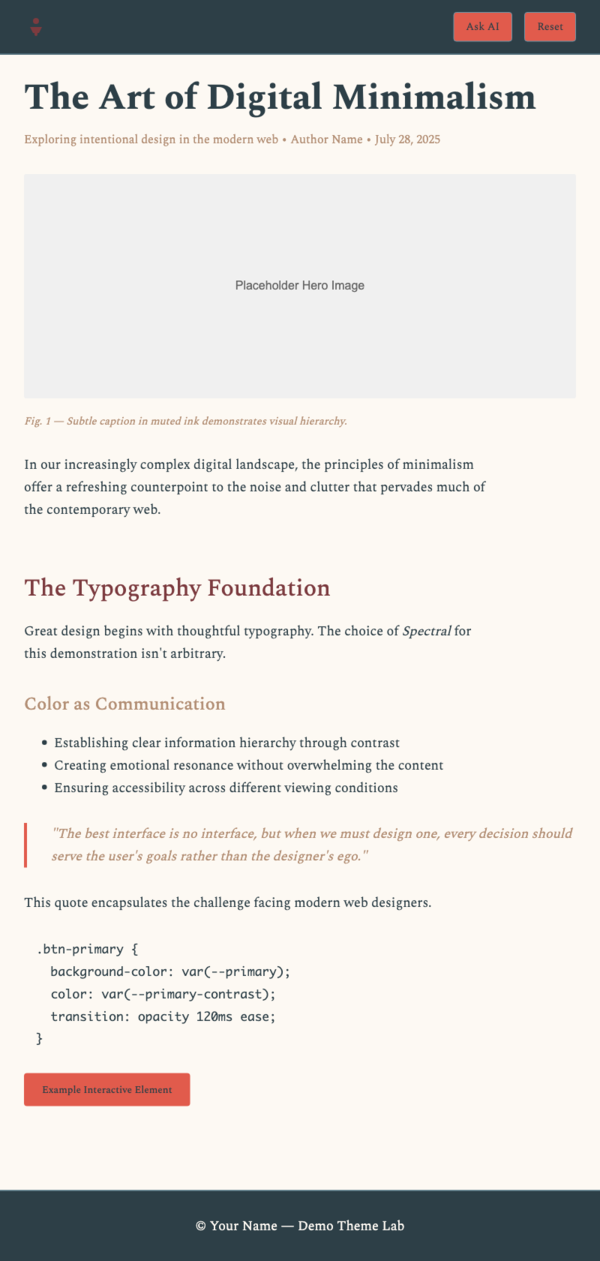 Ask AI
Reset
The Art of Digital Minimalism
Exploring intentional design in the modern web • Author Name • July 28, 2025
Placeholder Hero Image
Fig. 1 — Subtle caption in muted ink demonstrates visual hierarchy.
In our increasingly complex digital landscape, the principles of minimalism
offer a refreshing counterpoint to the noise and clutter that pervades much of
the contemporary web.
The Typography Foundation
Great design begins with thoughtful typography. The choice of Spectral for
this demonstration isn't arbitrary.
Color as Communication
• Establishing clear information hierarchy through contrast
• Creating emotional resonance without overwhelming the content
• Ensuring accessibility across different viewing conditions
"The best interface is no interface, but when we must design one, every decision should
serve the user's goals rather than the designer's ego."
This quote encapsulates the challenge facing modern web designers.
.btn-primary {
  background-color: var(--primary);
  color: var(--primary-contrast);
  transition: opacity 120ms ease;
}
Example Interactive Element
© Your Name — Demo Theme Lab